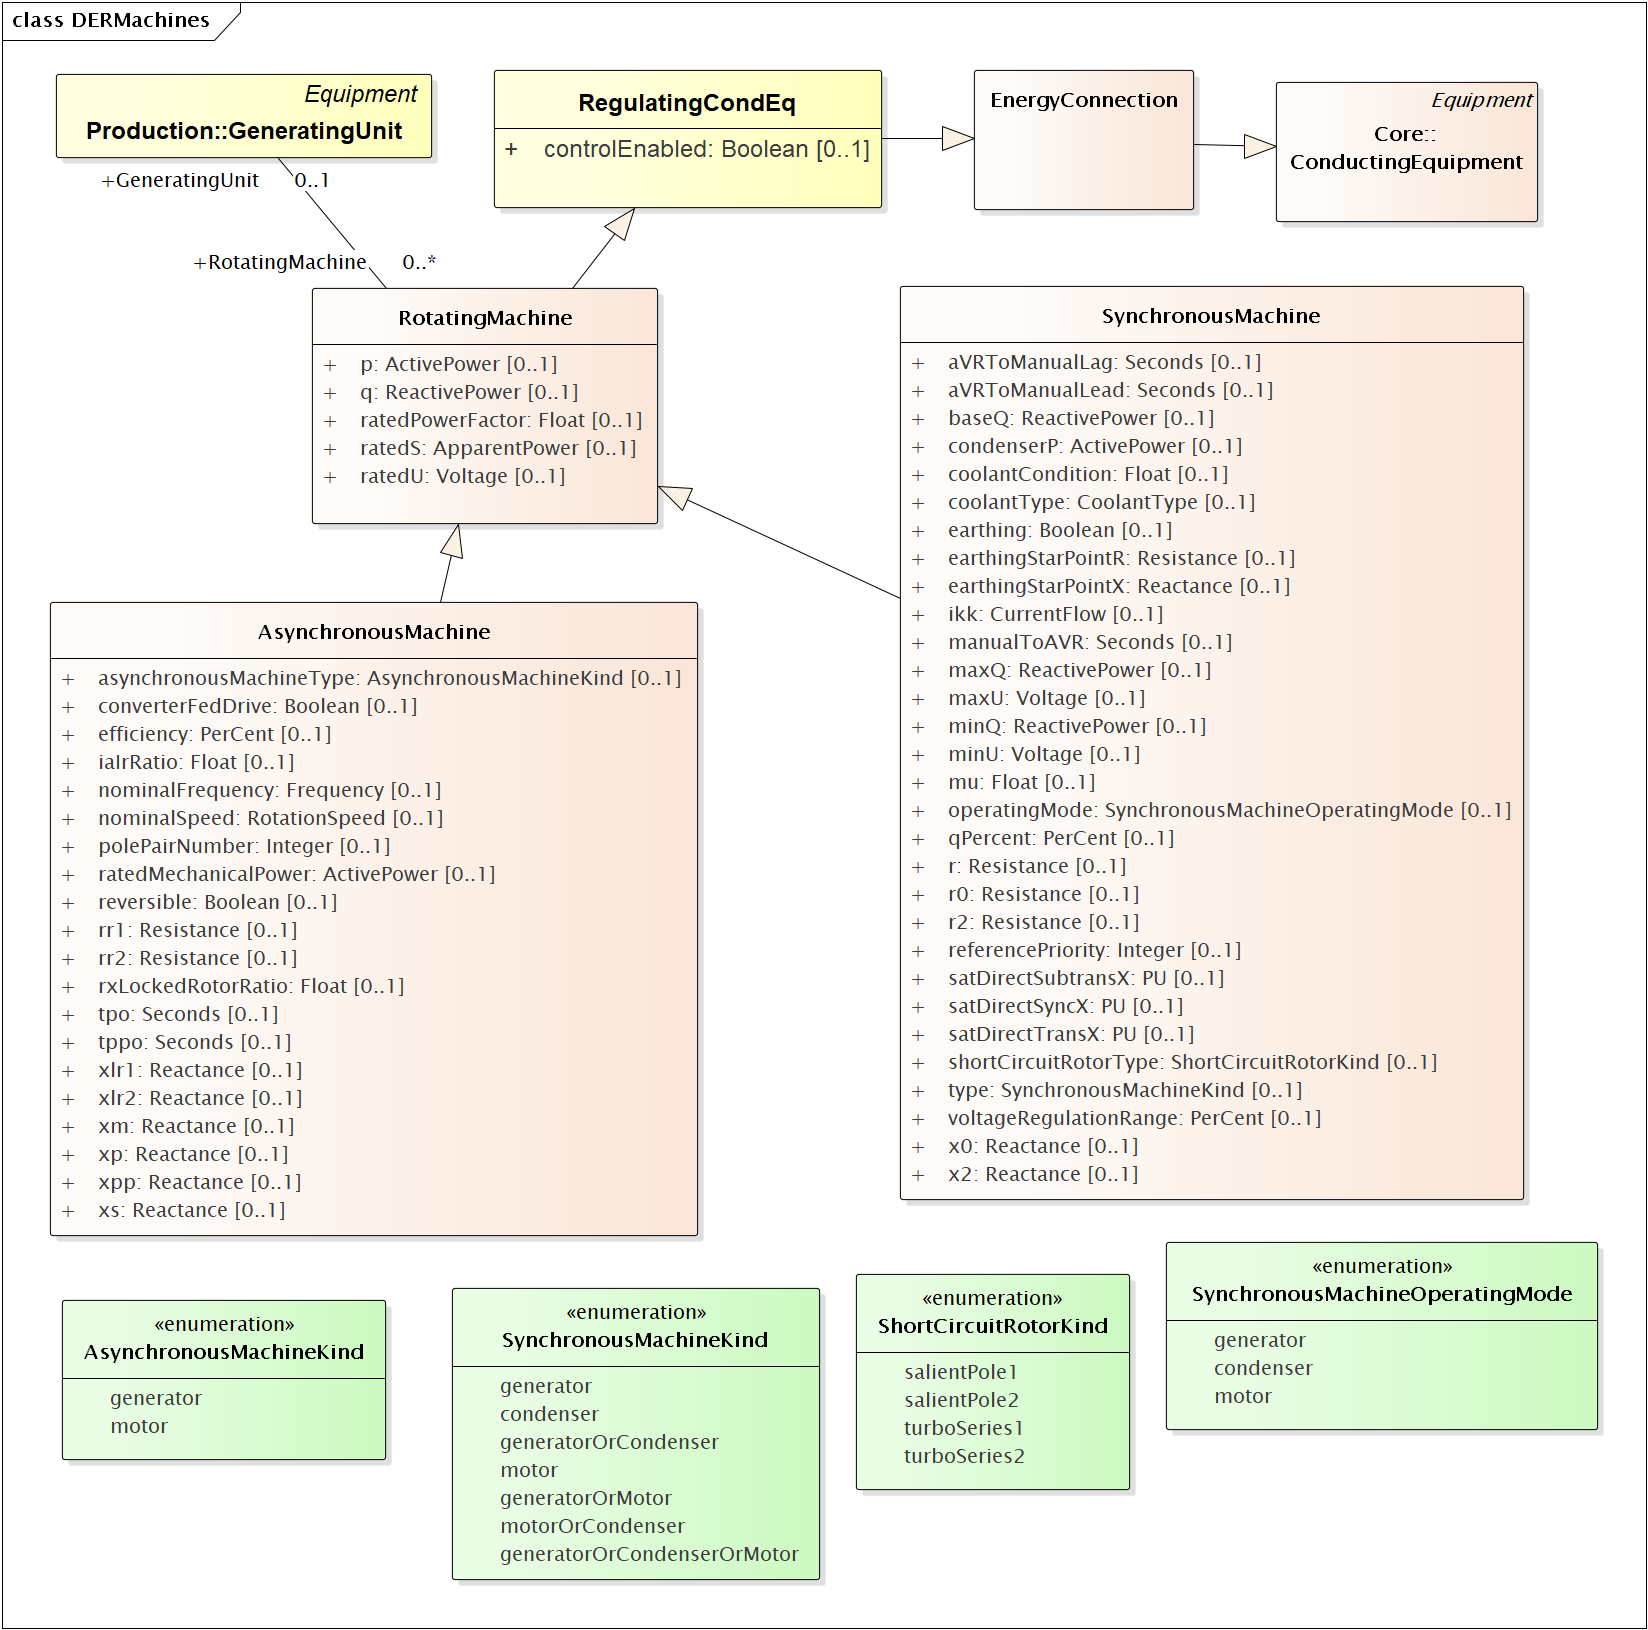 class DERMachines
Equipment
Production::GeneratingUnit
+GeneratingUnit 0..1
+RotatingMachine 0..*
RegulatingCondEq
+ controlEnabled: Boolean [0..1]
EnergyConnection
Equipment
Core::
ConductingEquipment
RotatingMachine
+ p: ActivePower [0..1]
+ q: ReactivePower [0..1]
+ ratedPowerFactor: Float [0..1]
+ ratedS: ApparentPower [0..1]
+ ratedU: Voltage [0..1]
SynchronousMachine
+ aVRToManualLag: Seconds [0..1]
+ aVRToManualLead: Seconds [0..1]
+ baseQ: ReactivePower [0..1]
+ condenserP: ActivePower [0..1]
+ coolantCondition: Float [0..1]
+ coolantType: CoolantType [0..1]
+ earthing: Boolean [0..1]
+ earthingStarPointR: Resistance [0..1]
+ earthingStarPointX: Reactance [0..1]
+ ikk: CurrentFlow [0..1]
+ manualToAVR: Seconds [0..1]
+ maxQ: ReactivePower [0..1]
+ maxU: Voltage [0..1]
+ minQ: ReactivePower [0..1]
+ minU: Voltage [0..1]
+ mu: Float [0..1]
+ operatingMode: SynchronousMachineOperatingMode [0..1]
+ qPercent: PerCent [0..1]
+ r: Resistance [0..1]
+ r0: Resistance [0..1]
+ r2: Resistance [0..1]
+ referencePriority: Integer [0..1]
+ satDirectSubtransX: PU [0..1]
+ satDirectSyncX: PU [0..1]
+ satDirectTransX: PU [0..1]
+ shortCircuitRotorType: ShortCircuitRotorKind [0..1]
+ type: SynchronousMachineKind [0..1]
+ voltageRegulationRange: PerCent [0..1]
+ x0: Reactance [0..1]
+ x2: Reactance [0..1]
AsynchronousMachine
+ asynchronousMachineType: AsynchronousMachineKind [0..1]
+ converterFedDrive: Boolean [0..1]
+ efficiency: PerCent [0..1]
+ iaIrRatio: Float [0..1]
+ nominalFrequency: Frequency [0..1]
+ nominalSpeed: RotationSpeed [0..1]
+ polePairNumber: Integer [0..1]
+ ratedMechanicalPower: ActivePower [0..1]
+ reversible: Boolean [0..1]
+ rr1: Resistance [0..1]
+ rr2: Resistance [0..1]
+ rxLockedRotorRatio: Float [0..1]
+ tpo: Seconds [0..1]
+ tppo: Seconds [0..1]
+ xlr1: Reactance [0..1]
+ xlr2: Reactance [0..1]
+ xm: Reactance [0..1]
+ xp: Reactance [0..1]
+ xpp: Reactance [0..1]
+ xs: Reactance [0..1]
«enumeration»
AsynchronousMachineKind
generator
motor
«enumeration»
SynchronousMachineKind
generator
condenser
generatorOrCondenser
motor
generatorOrMotor
motorOrCondenser
generatorOrCondenserOrMotor
«enumeration»
ShortCircuitRotorKind
salientPole1
salientPole2
turboSeries1
turboSeries2
«enumeration»
SynchronousMachineOperatingMode
generator
condenser
motor